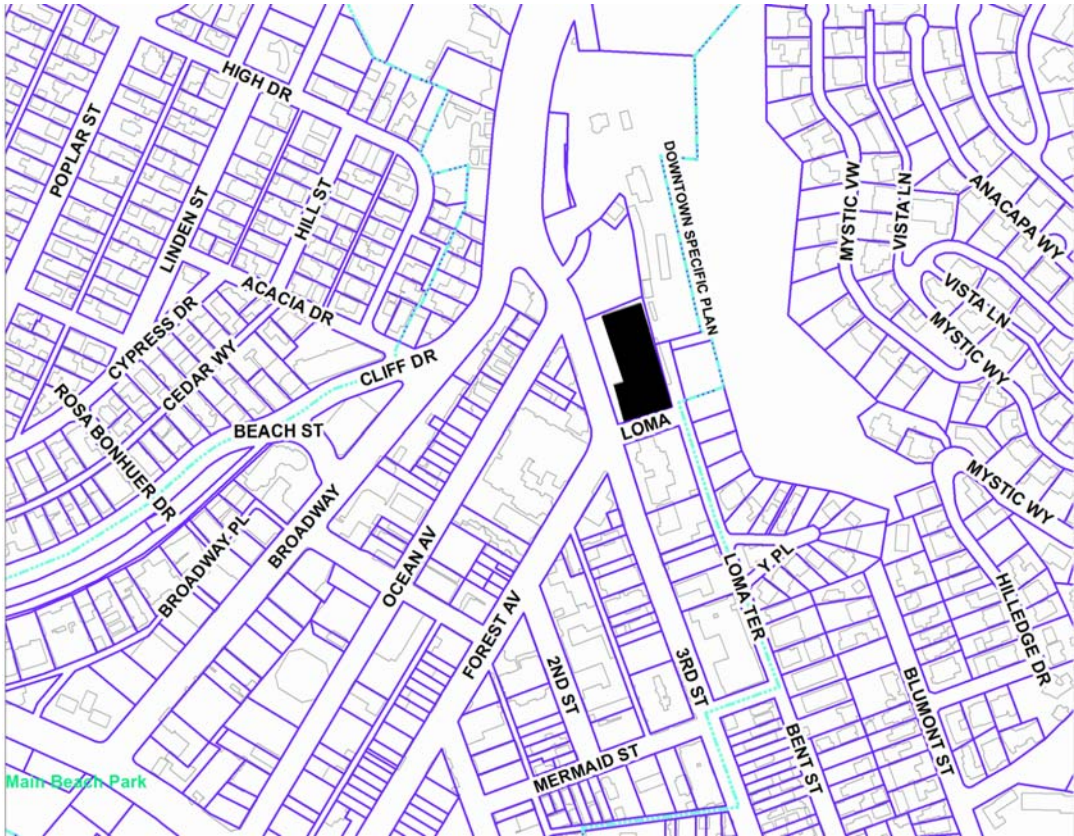 HIGH DR
POPLAR ST
LINDEN ST
HILL ST
DOWNTOWN SPECIFIC PLAN
MYSTIC VW
VISTA LN
ANACAPA WY
ACACIA DR
CYPRESS DR
CEDAR WY
CLIFF DR
VISTA LN
MYSTIC WY
ROSA BONHUER DR
BEACH ST
LOMA
BROADWAY PL
BROADWAY
OCEAN AV
FOREST AV
MYSTIC WY
Y PL
LOMA TER
HILLEDGE DR
2ND ST
3RD ST
BLUMONT ST
BENT ST
MERMAID ST
Main Beach Park